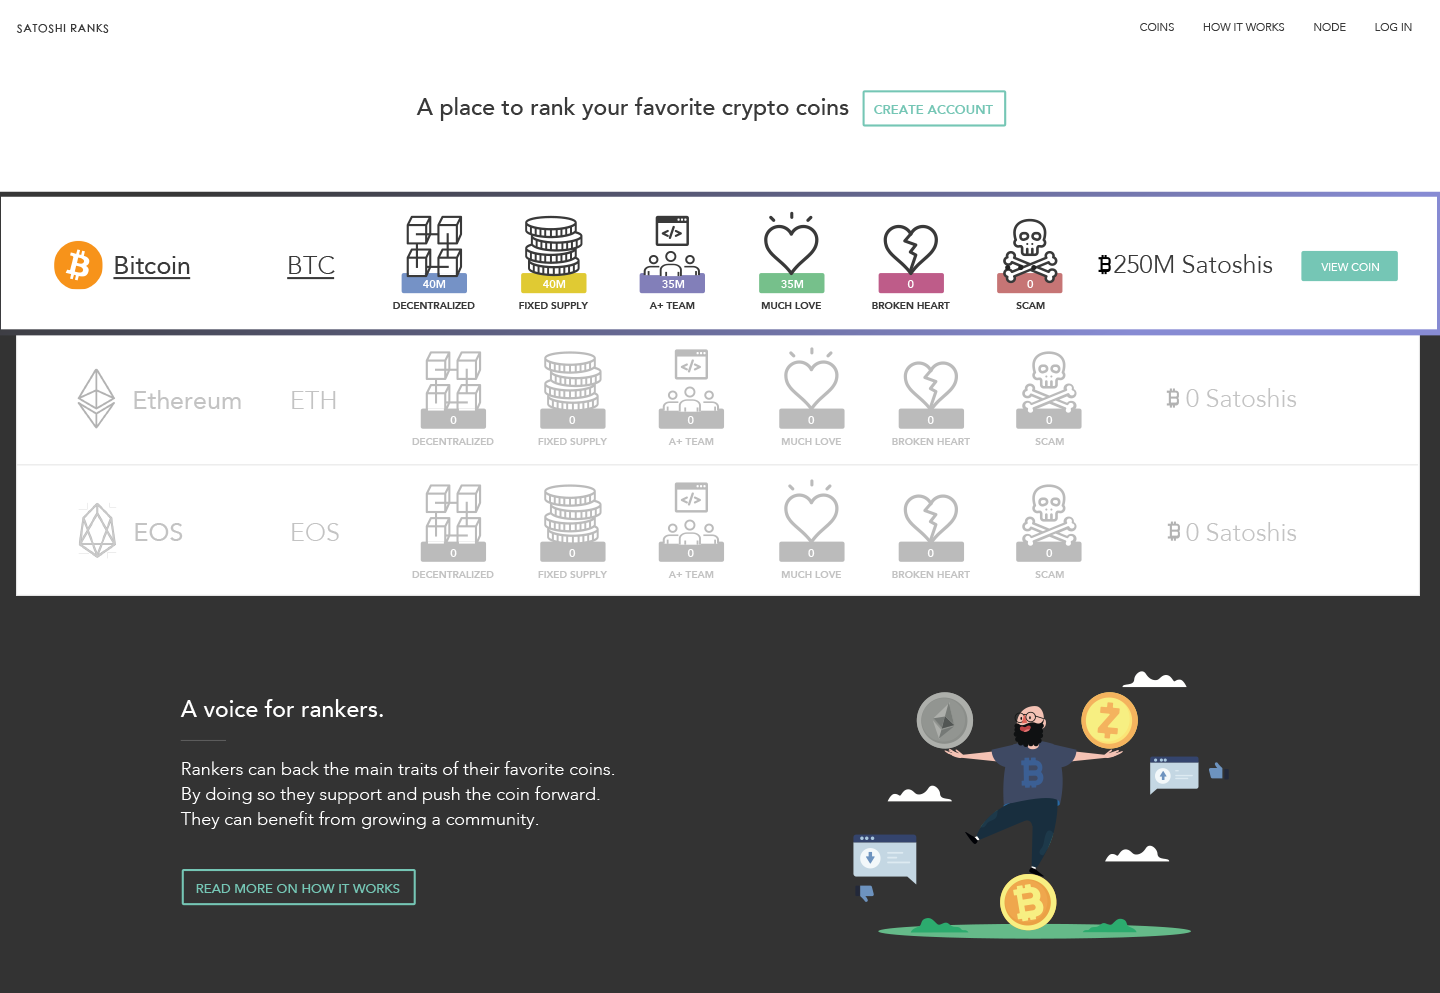 SATOSHI RANKS
COINS HOW IT WORKS NODE LOG IN
A place to rank your favorite crypto coins CREATE ACCOUNT
Bitcoin BTC 40M 40M 35M 35M 0 0 250M Satoshis VIEW COIN
DECENTRALIZED FIXED SUPPLY A+ TEAM MUCH LOVE BROKEN HEART SCAM
Ethereum ETH 0 0 0 0 0 0 0 Satoshis
DECENTRALIZED FIXED SUPPLY A+ TEAM MUCH LOVE BROKEN HEART SCAM
EOS EOS 0 0 0 0 0 0 0 Satoshis
DECENTRALIZED FIXED SUPPLY A+ TEAM MUCH LOVE BROKEN HEART SCAM
A voice for rankers.
Rankers can back the main traits of their favorite coins.
By doing so they support and push the coin forward.
They can benefit from growing a community.
READ MORE ON HOW IT WORKS